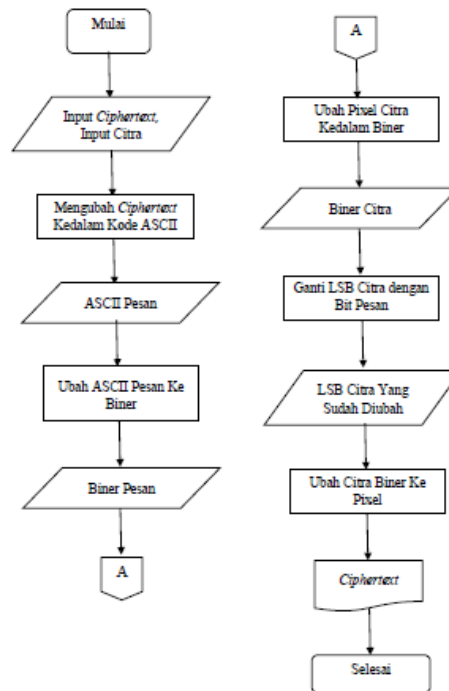 Mulai
Input Ciphertext,
Input Citra
Mengubah Ciphertext
Kedalam Kode ASCII
ASCII Pesan
Ubah ASCII Pesan Ke
Biner
Biner Pesan
A
A
Ubah Pixel Citra
Kedalam Biner
Biner Citra
Ganti LSB Citra dengan
Bit Pesan
LSB Citra Yang
Sudah Diubah
Ubah Citra Biner Ke
Pixel
Ciphertext
Selesai